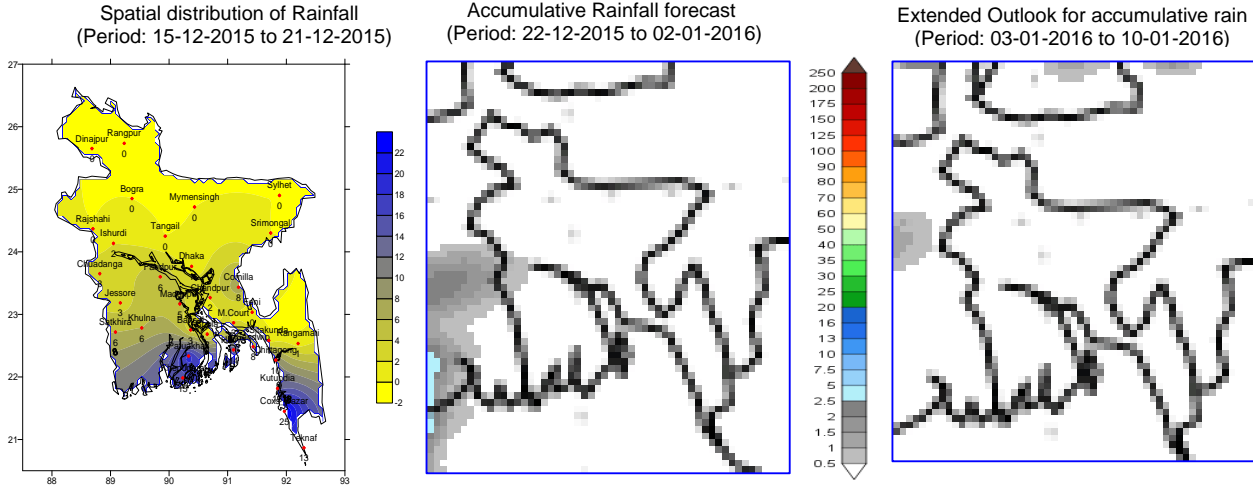 Spatial distribution of Rainfall
(Period: 15-12-2015 to 21-12-2015)
Accumulative Rainfall forecast
(Period: 22-12-2015 to 02-01-2016)
Extended Outlook for accumulative rain
(Period: 03-01-2016 to 10-01-2016)
27
26
25
24
23
22
21
88
89
90
91
92
93
Dinajpur
Rangpur
0
Bogra
0
Mymensingh
0
Sylhet
0
Rajshahi
Ishurdi
2
Tangail
0
Srimongal
Chuadanga
Dhaka
6
Comilla
8
Jessore
3
Khulna
6
Satkhira
6
M.Court
Rangamati
Kutubdia
25
Teknaf
13
22
20
18
16
14
12
10
8
6
4
2
0
-2
250
200
175
150
125
100
90
80
70
60
50
40
35
30
25
20
16
13
10
7.5
5
2.5
2
1
0.5